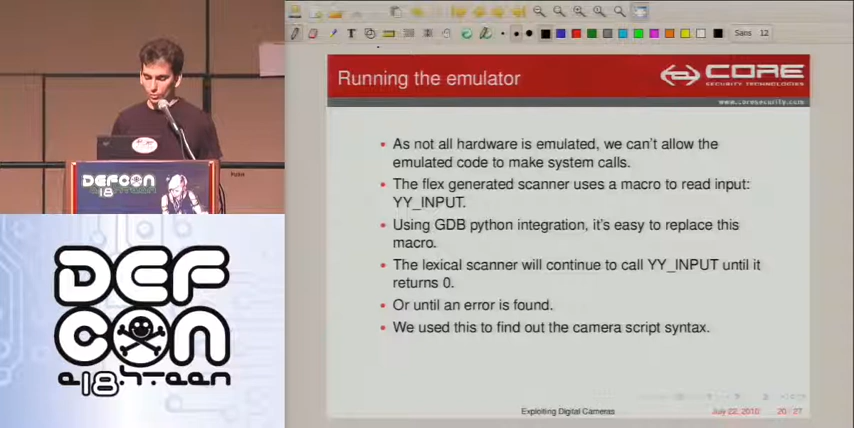 Sans 12
Running the emulator
CORE
SECURITY TECHNOLOGIES
www.coresecurity.com
• As not all hardware is emulated, we can't allow the
emulated code to make system calls.
• The flex generated scanner uses a macro to read input:
YY_INPUT.
• Using GDB python integration, it's easy to replace this
macro.
• The lexical scanner will continue to call YY_INPUT until it
returns 0.
• Or until an error is found.
• We used this to find out the camera script syntax.
Exploiting Digital Cameras
July 22, 2010 20 / 27
DEFCON
18
DEF
CON
e18hteen